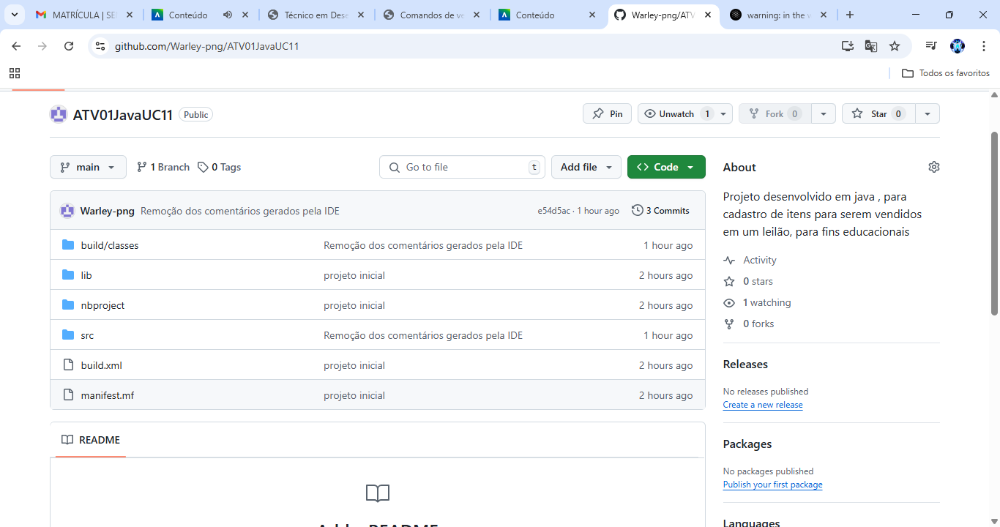 MATRÍCULA | SE
Conteúdo
Técnico em Dese
Comandos de ve
Conteúdo
Warley-png/ATV
warning: in the w
github.com/Warley-png/ATV01JavaUC11
Todos os favoritos
ATV01JavaUC11 Public
Pin
Unwatch 1
Fork 0
Star 0
main
1 Branch
0 Tags
Go to file t
Add file
Code
Warley-png Remoção dos comentários gerados pela IDE e54d5ac · 1 hour ago 3 Commits
build/classes Remoção dos comentários gerados pela IDE 1 hour ago
lib projeto inicial 2 hours ago
nbproject projeto inicial 2 hours ago
src Remoção dos comentários gerados pela IDE 1 hour ago
build.xml projeto inicial 2 hours ago
manifest.mf projeto inicial 2 hours ago
README
Add a README
About
Projeto desenvolvido em java , para
cadastro de itens para serem vendidos
em um leilão, para fins educacionais
Activity
0 stars
1 watching
0 forks
Releases
No releases published
Create a new release
Packages
No packages published
Publish your first package
Languages